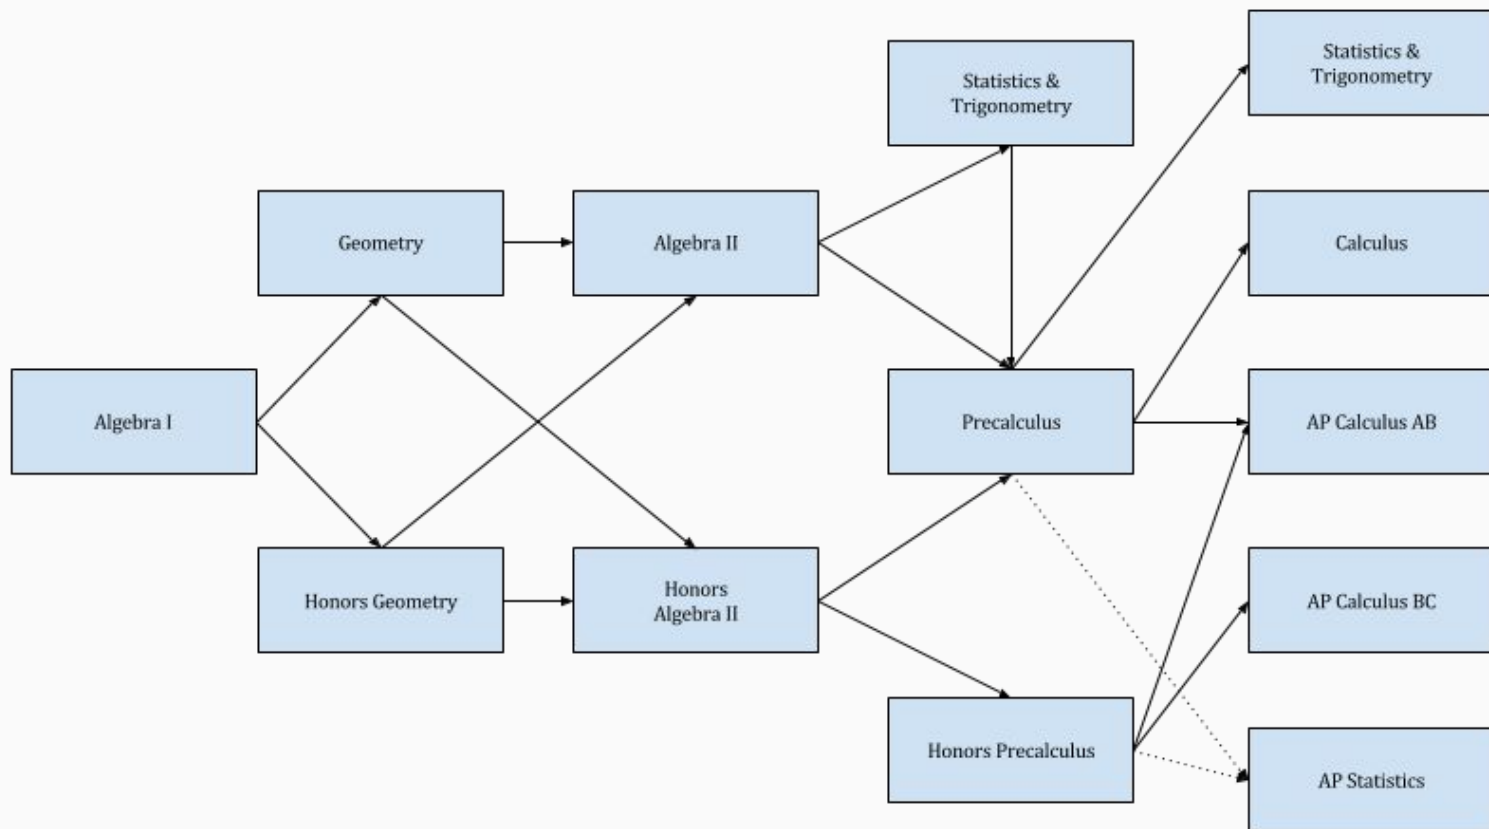 Statistics &
Trigonometry
Statistics &
Trigonometry
Geometry
Algebra II
Calculus
Algebra I
Precalculus
AP Calculus AB
Honors Geometry
Honors
Algebra II
AP Calculus BC
Honors Precalculus
AP Statistics